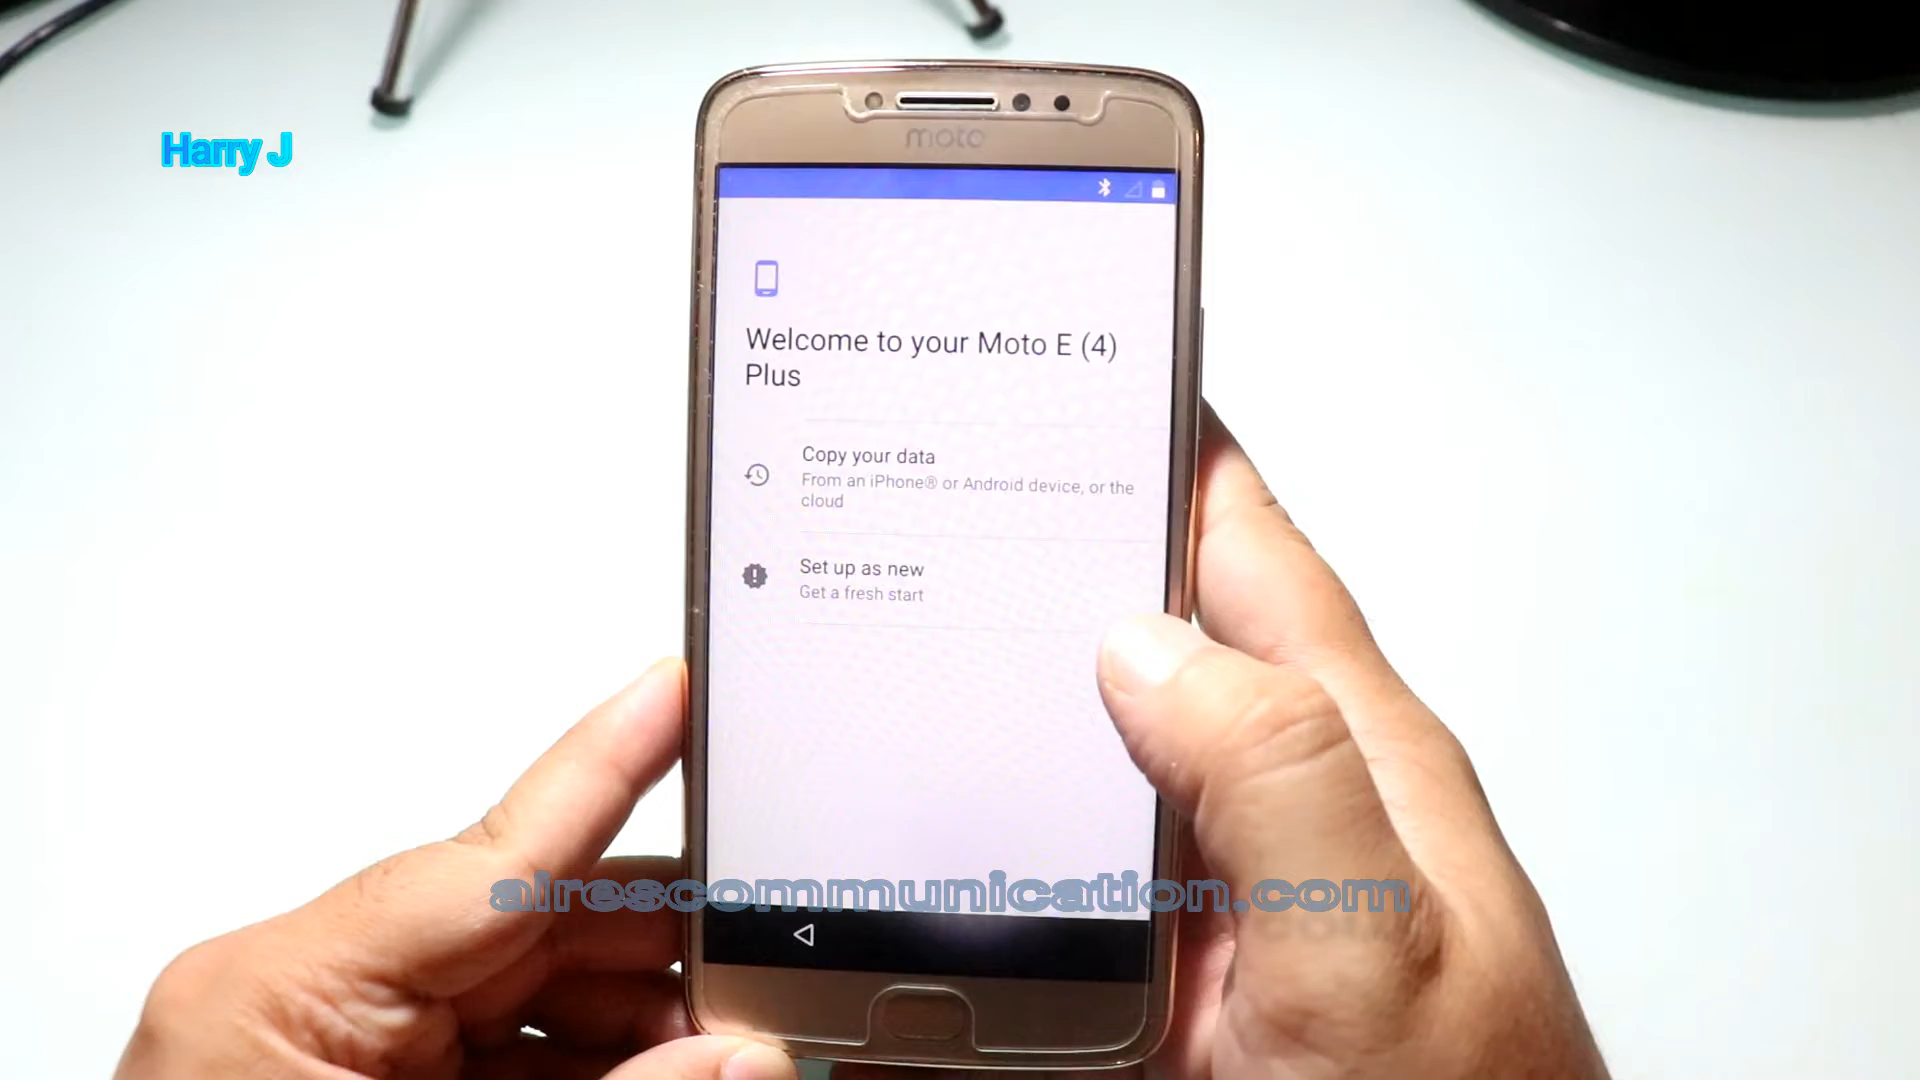 Harry J
moto
Welcome to your Moto E (4)
Plus
Copy your data
From an iPhone® or Android device, or the
cloud
Set up as new
Get a fresh start
airescommunication.com